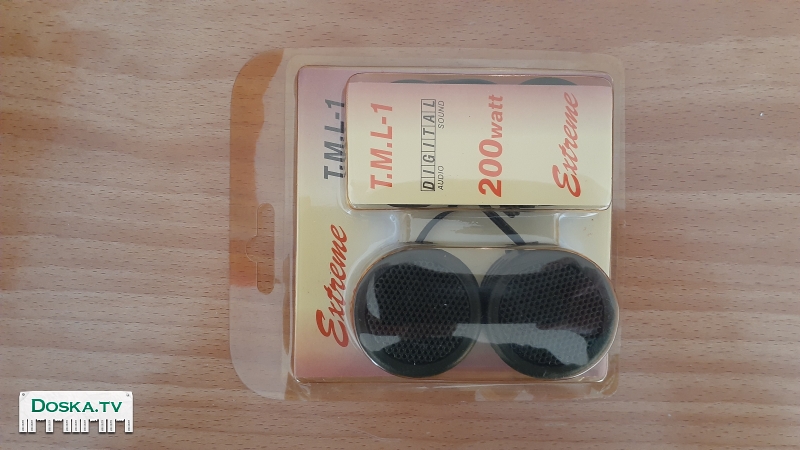 T.M.L-1
Extreme
T.M.L-1
DIGITAL
AUDIO SOUND
200watt
Extreme
DOSKA.TV